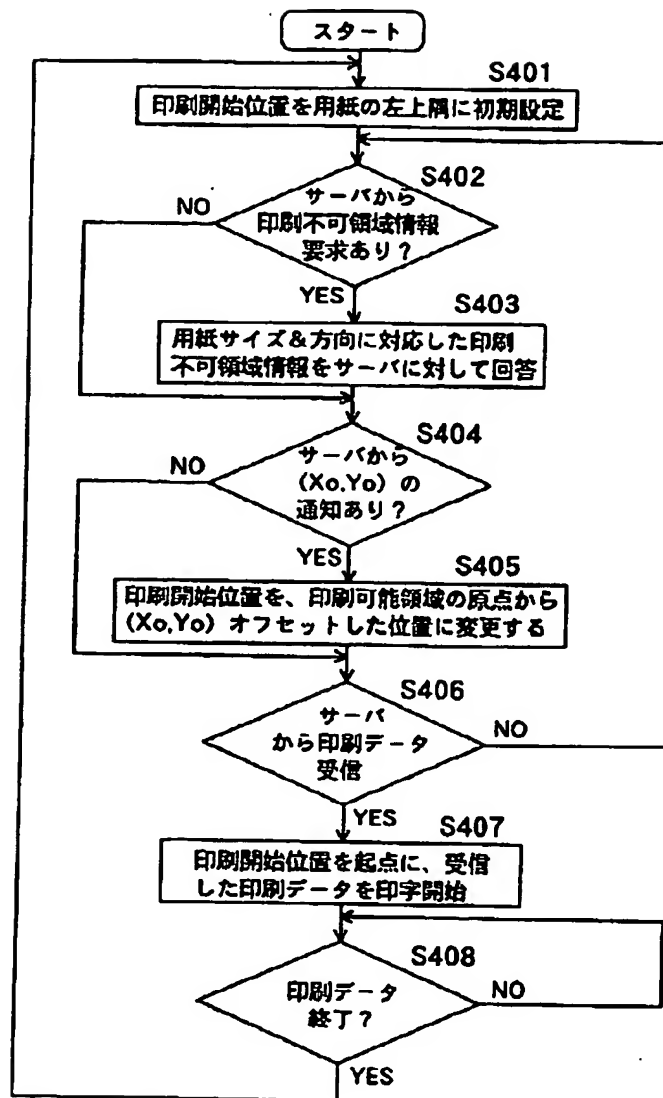 スタート
S401
印刷開始位置を用紙の左上隅に初期設定
S402
サーバから
印刷不可領域情報
要求あり？
NO
YES
S403
用紙サイズ＆方向に対応した印刷
不可領域情報をサーバに対して回答
S404
サーバから
(Xo,Yo) の
通知あり？
NO
YES
S405
印刷開始位置を、印刷可能領域の原点から
(Xo,Yo) オフセットした位置に変更する
S406
サーバ
から印刷データ
受信
NO
YES
S407
印刷開始位置を起点に、受信
した印刷データを印字開始
S408
印刷データ
終了？
NO
YES